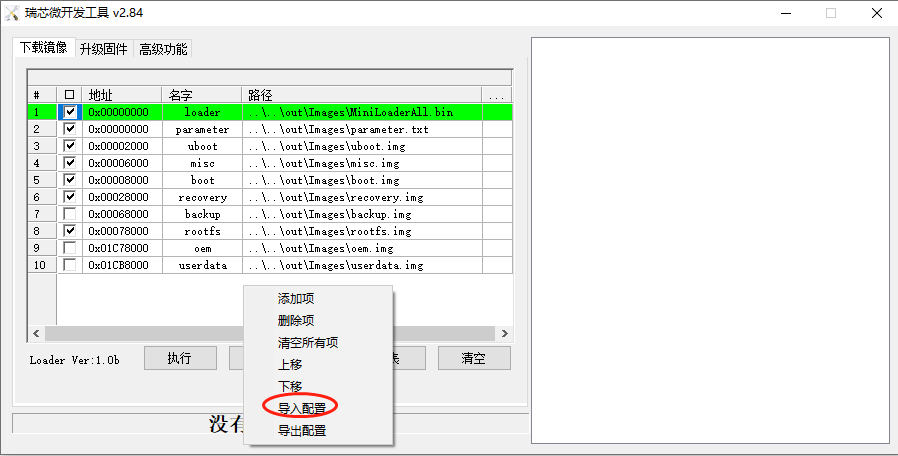 瑞芯微开发工具 v2.84
下载镜像 升级固件 高级功能
# 地址 名字 路径 ...
1 0x00000000 loader ..\..\out\Images\MiniLoaderAll.bin
2 0x00000000 parameter ..\..\out\Images\parameter.txt
3 0x00002000 uboot ..\..\out\Images\uboot.img
4 0x00006000 misc ..\..\out\Images\misc.img
5 0x00008000 boot ..\..\out\Images\boot.img
6 0x00028000 recovery ..\..\out\Images\recovery.img
7 0x00068000 backup ..\..\out\Images\backup.img
8 0x00078000 rootfs ..\..\out\Images\rootfs.img
9 0x01C78000 oem ..\..\out\Images\oem.img
10 0x01CB8000 userdata ..\..\out\Images\userdata.img
添加项
删除项
清空所有项
上移
下移
导入配置
导出配置
Loader Ver:1.0b 执行 表 清空
没有